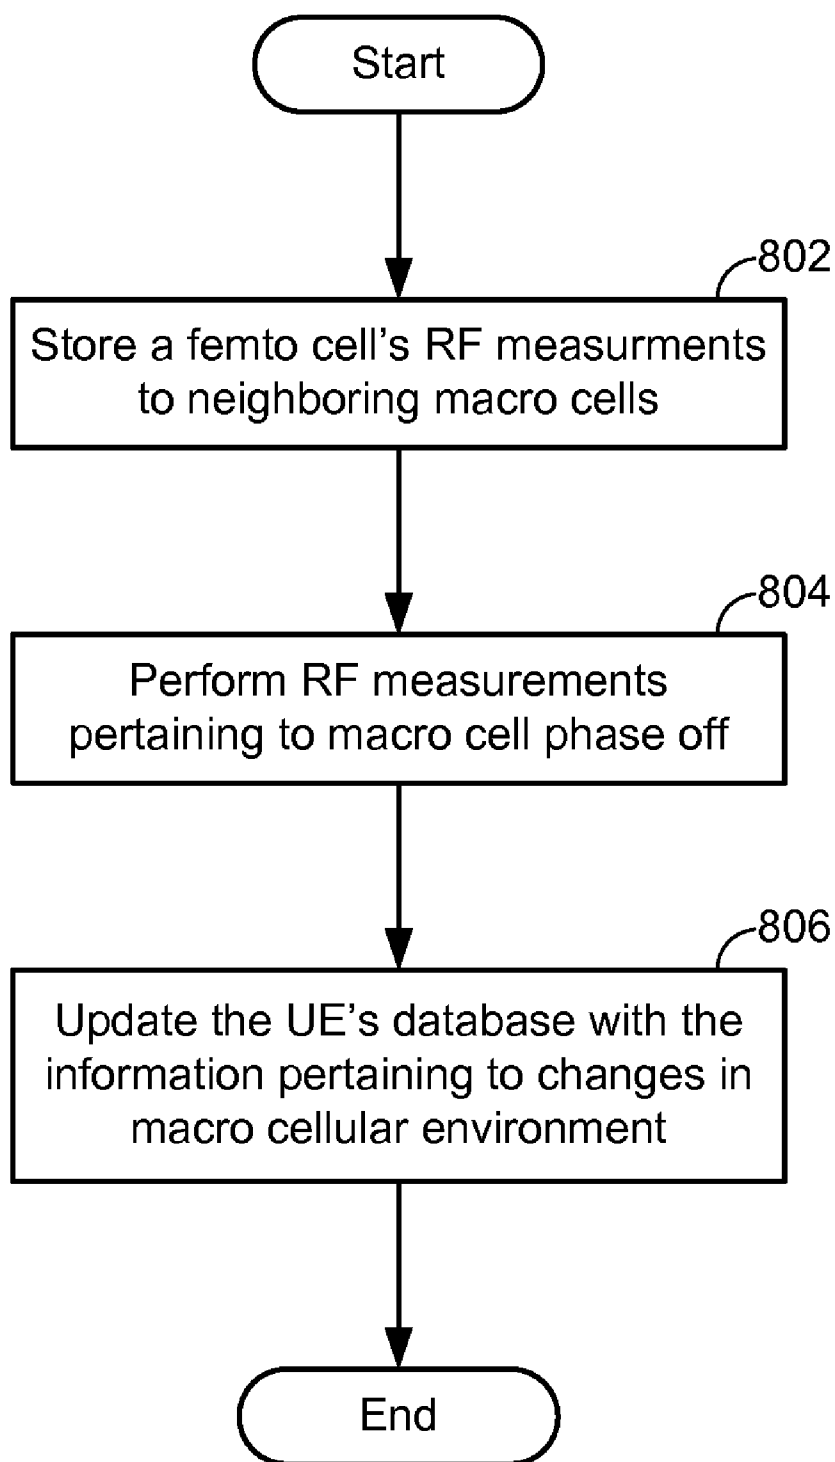 Start
802
Store a femto cell's RF measurments
to neighboring macro cells
804
Perform RF measurements
pertaining to macro cell phase off
806
Update the UE's database with the
information pertaining to changes in
macro cellular environment
End